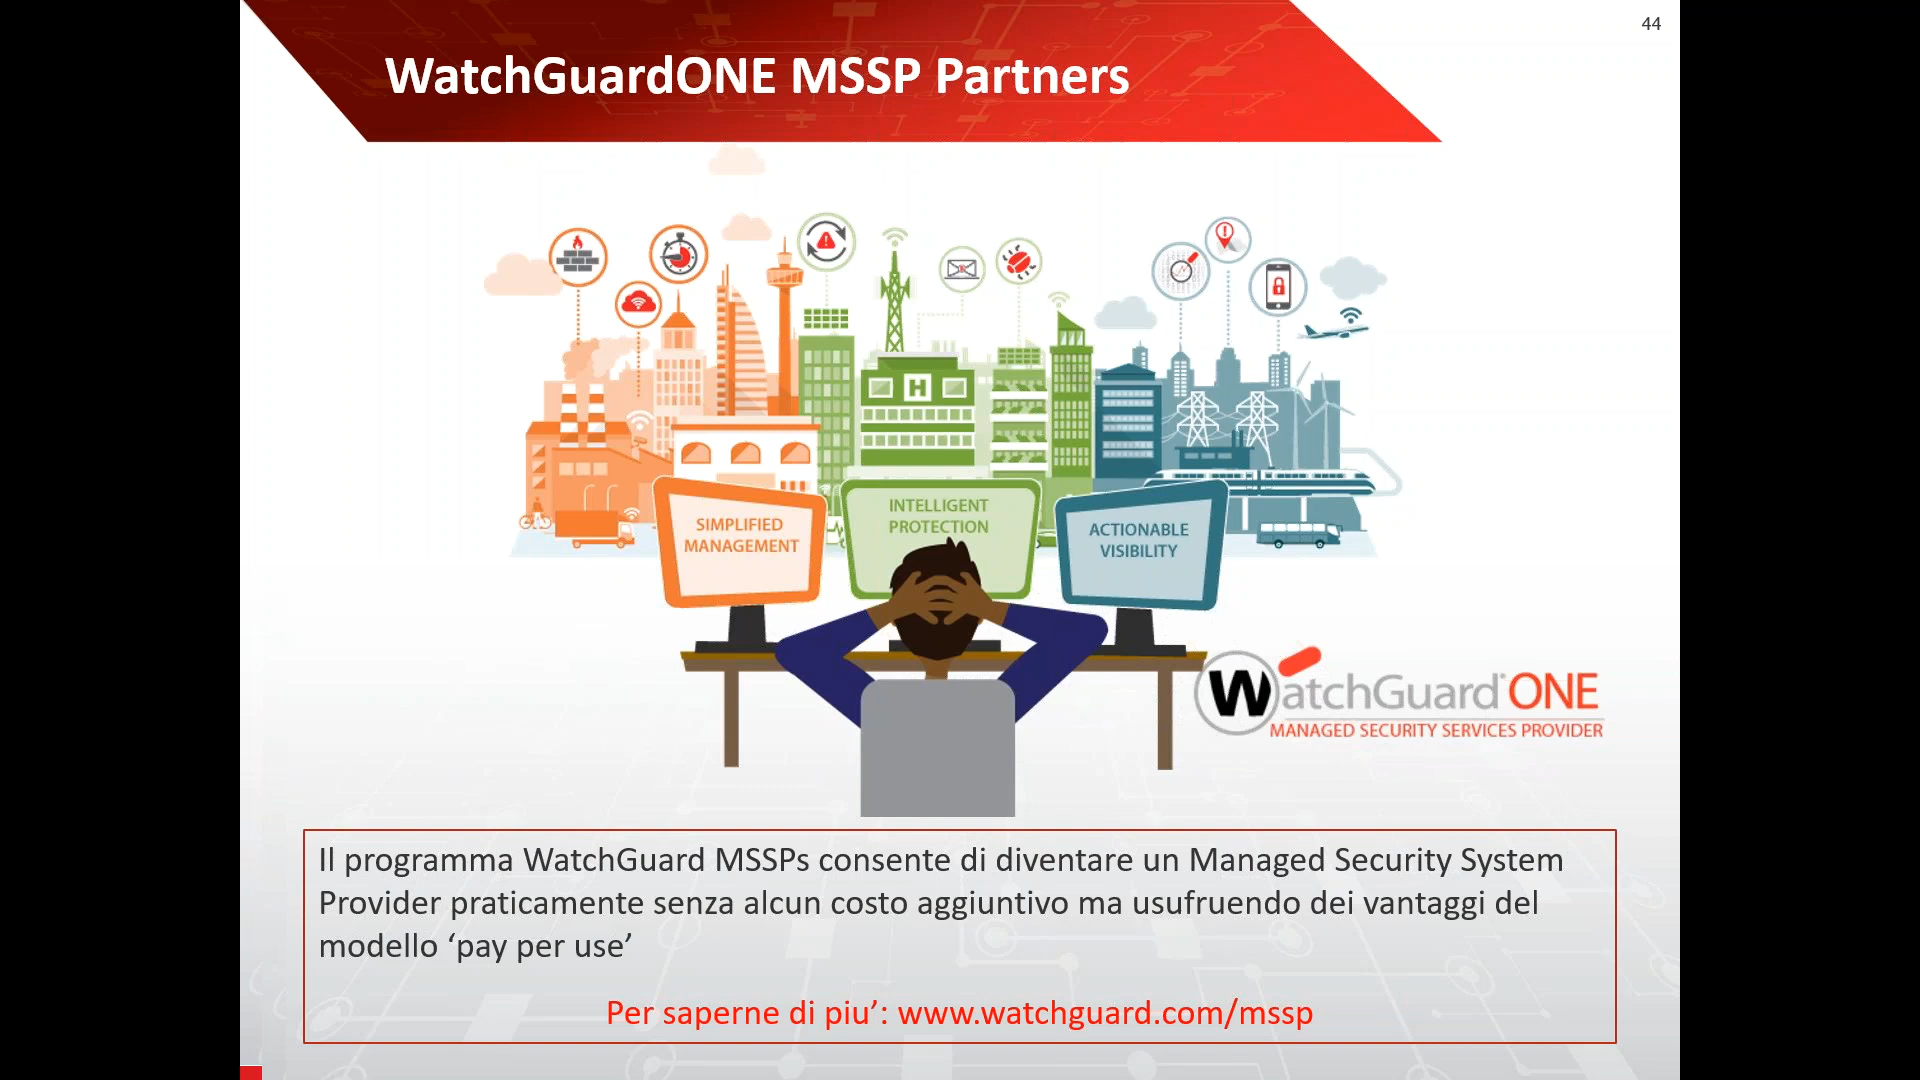 44
WatchGuardONE MSSP Partners
H
SIMPLIFIED
MANAGEMENT
INTELLIGENT
PROTECTION
ACTIONABLE
VISIBILITY
WatchGuard ONE
MANAGED SECURITY SERVICES PROVIDER
Il programma WatchGuard MSSPs consente di diventare un Managed Security System
Provider praticamente senza alcun costo aggiuntivo ma usufruendo dei vantaggi del
modello ‘pay per use’
Per saperne di piu’: www.watchguard.com/mssp